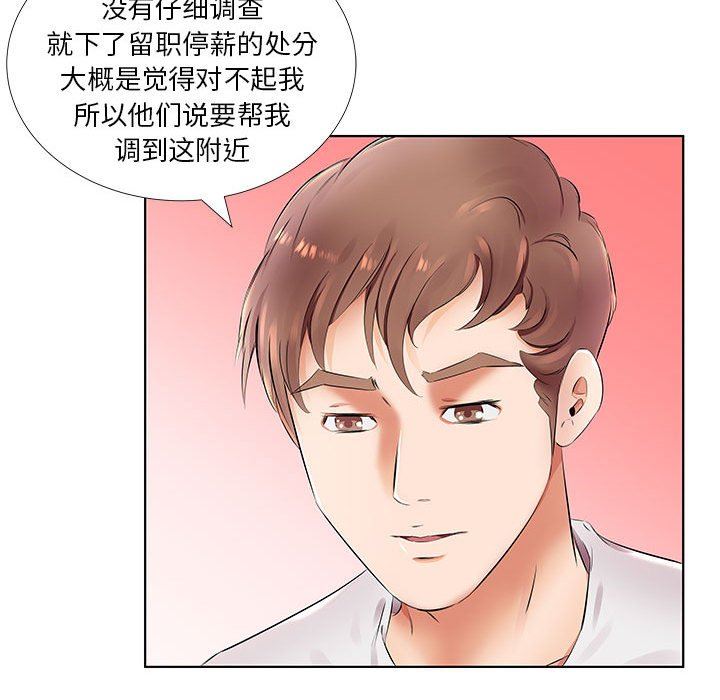 没有仔细调查
就下了留职停薪的处分
大概是觉得对不起我
所以他们说要帮我
调到这附近